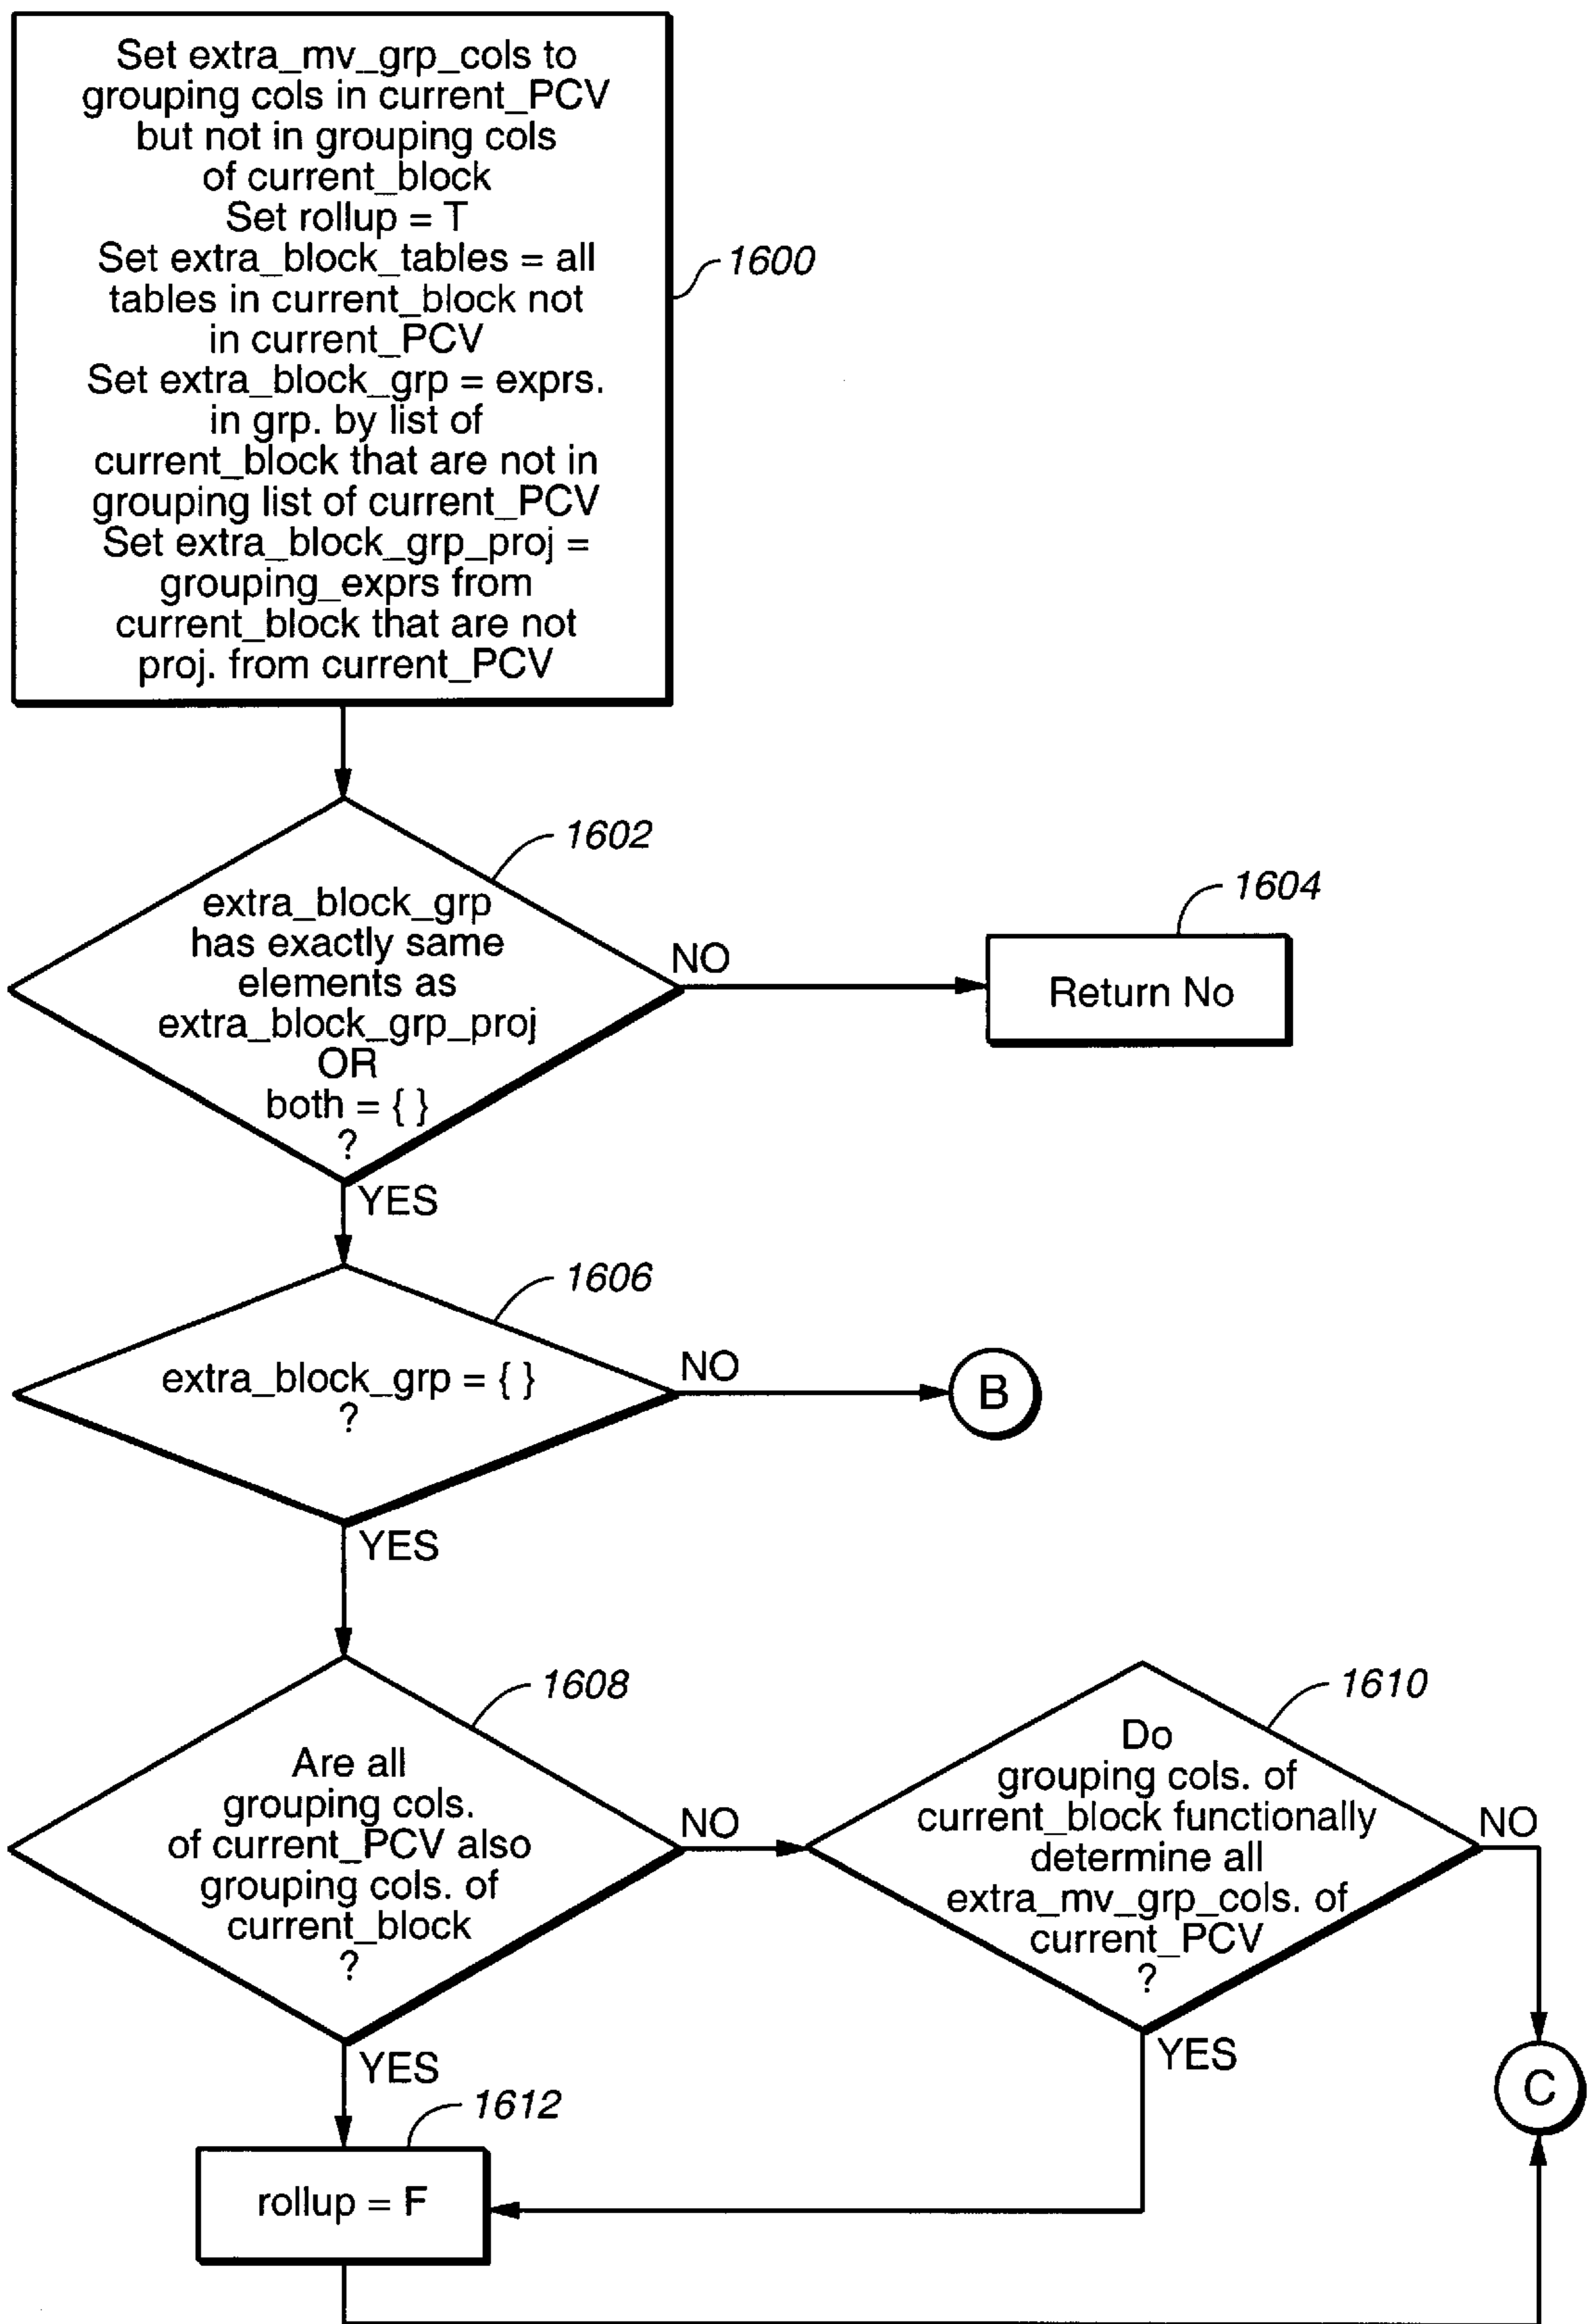 Set extra_mv_grp_cols to
grouping cols in current_PCV
but not in grouping cols
of current_block
Set rollup = T
Set extra_block_tables = all
tables in current_block not
in current_PCV
Set extra_block_grp = exprs.
in grp. by list of
current_block that are not in
grouping list of current_PCV
Set extra_block_grp_proj =
grouping_exprs from
current_block that are not
proj. from current_PCV
1600
1602
extra_block_grp
has exactly same
elements as
extra_block_grp_proj
OR
both = { }
?
NO
1604
Return No
YES
1606
extra_block_grp = { }
?
NO
B
YES
1608
Are all
grouping cols.
of current_PCV also
grouping cols. of
current_block
?
NO
1610
Do
grouping cols. of
current_block functionally
determine all
extra_mv_grp_cols. of
current_PCV
?
NO
YES
YES
C
1612
rollup = F